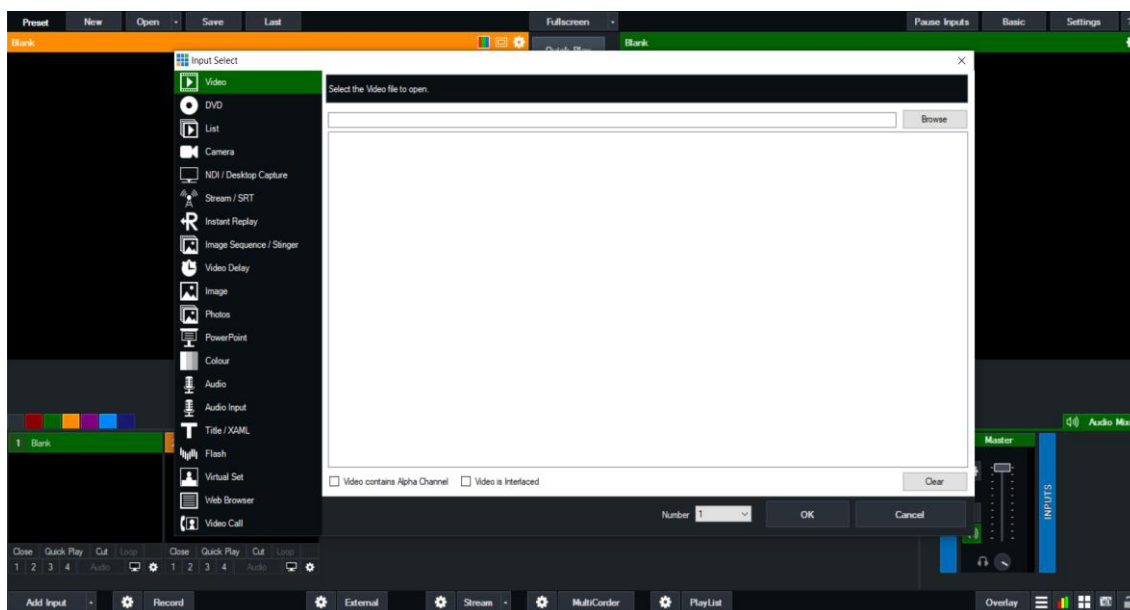 Preset New Open Save Last Fullscreen Pause Inputs Basic Settings
Blank Blank
Input Select
Video
DVD
List
Camera
NDI / Desktop Capture
Stream / SRT
Instant Replay
Image Sequence / Stinger
Video Delay
Image
Photos
PowerPoint
Colour
Audio
Audio Input
Title / XAML
Flash
Virtual Set
Web Browser
Video Call
Select the Video file to open.
Browse
Video contains Alpha Channel Video is Interlaced Clear
Number 1 OK Cancel
Audio
1 Blank
Master
INPUTS
Close Quick Play Cut Loop Close Quick Play Cut Loop
1 2 3 4 Audio 1 2 3 4 Audio
Add Input Record External Stream MultiCorder PlayList Overlay